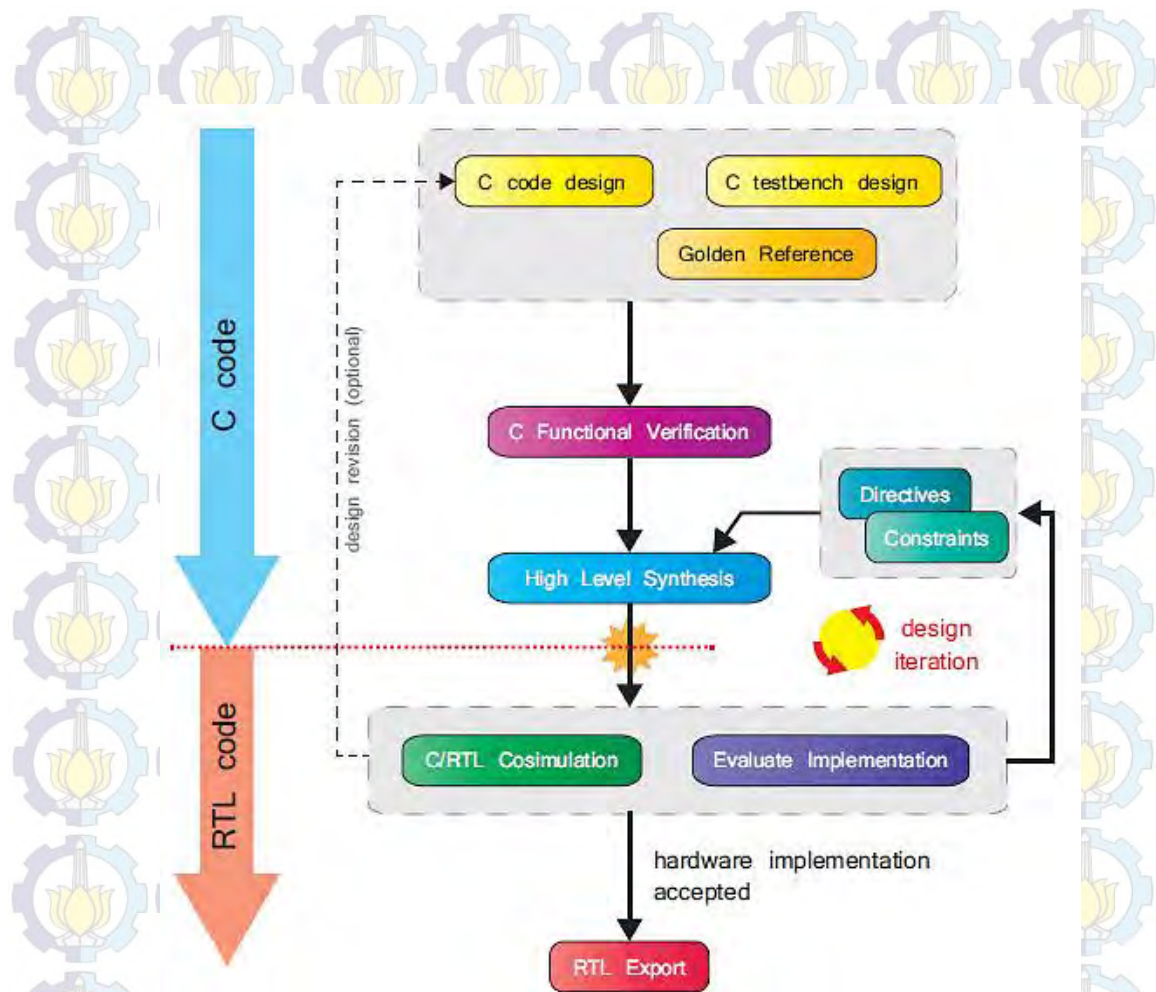 C code design
C testbench design
Golden Reference
C code
design revision (optional)
C Functional Verification
Directives
Constraints
High Level Synthesis
design
iteration
RTL code
C/RTL Cosimulation
Evaluate Implementation
hardware implementation
accepted
RTL Export